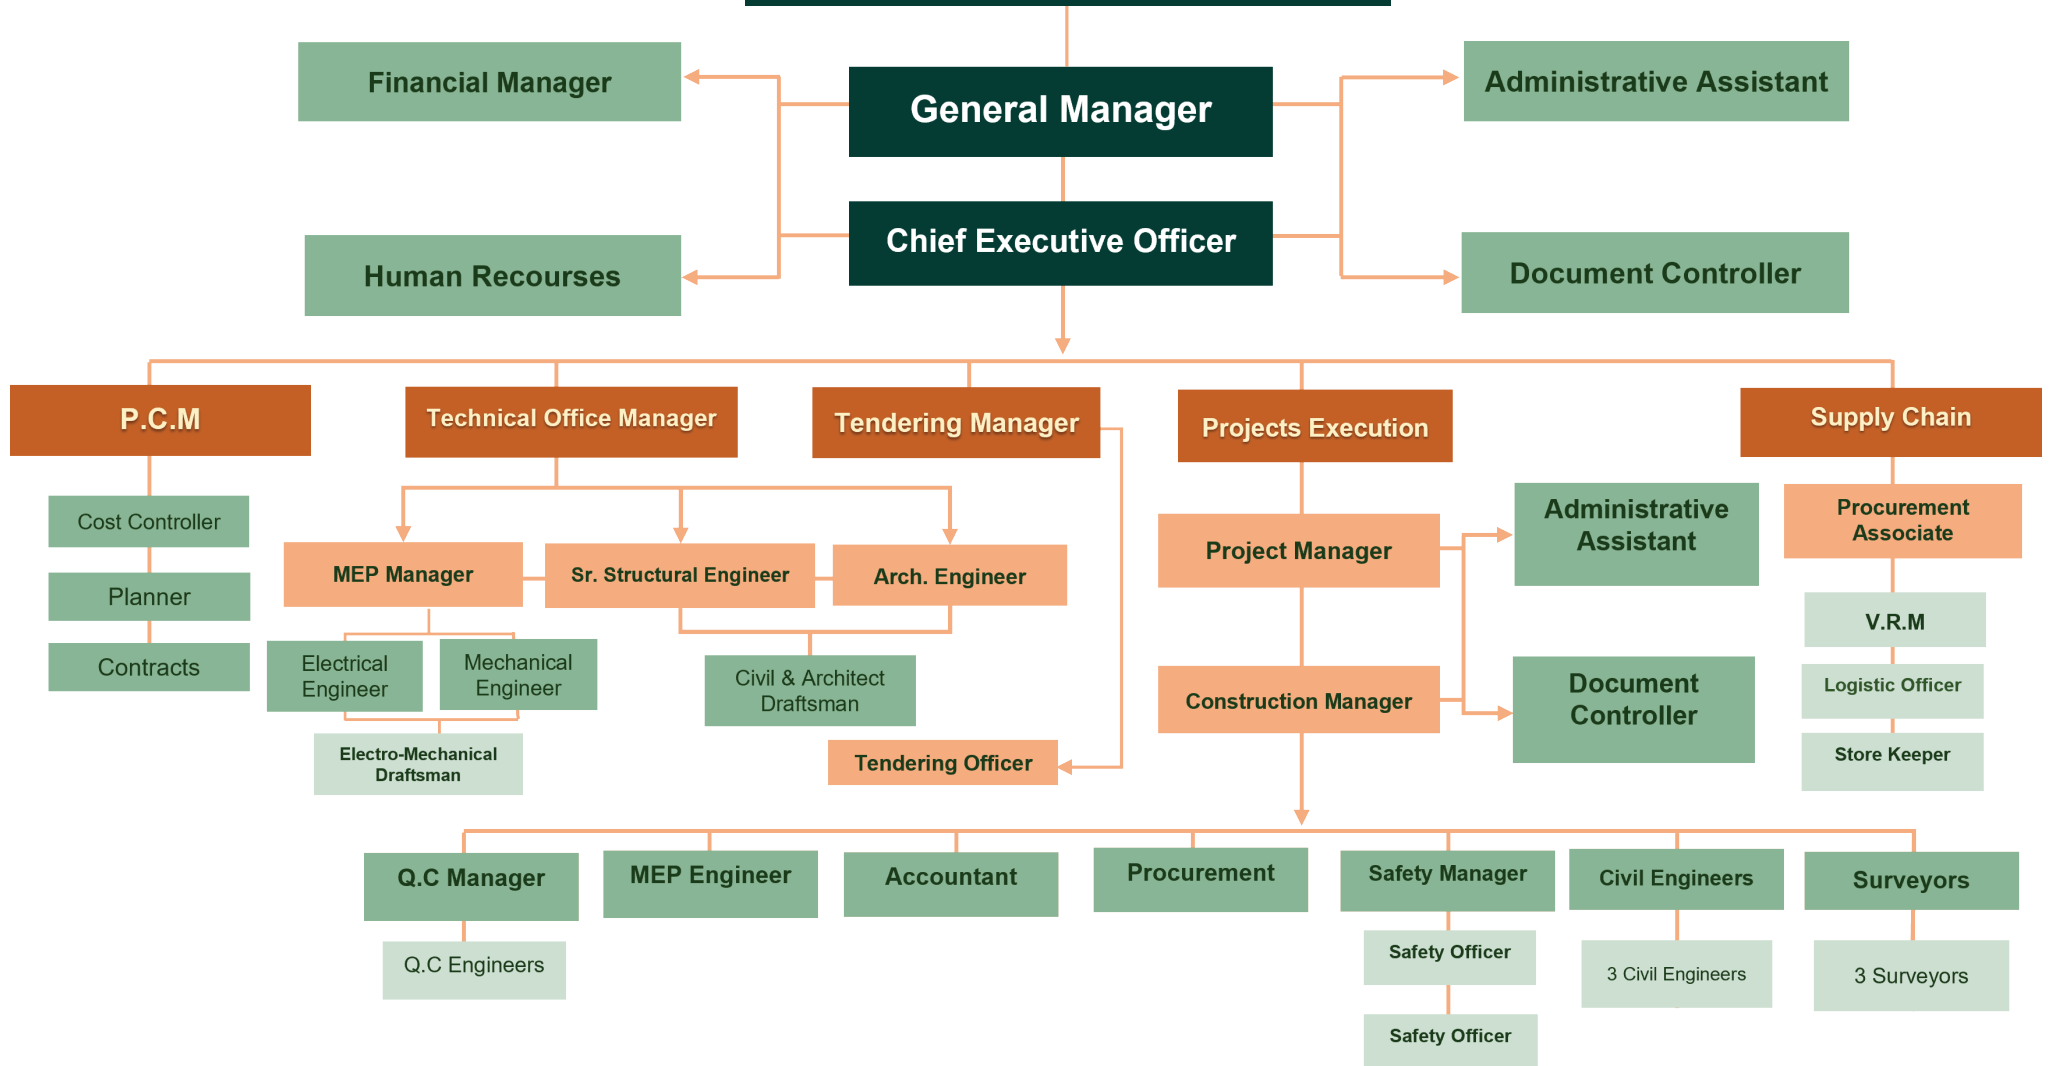 Financial Manager
General Manager
Administrative Assistant
Chief Executive Officer
Human Recourses
Document Controller
P.C.M
Technical Office Manager
Tendering Manager
Projects Execution
Supply Chain
Cost Controller
Planner
Contracts
MEP Manager
Sr. Structural Engineer
Arch. Engineer
Electrical
Engineer
Mechanical
Engineer
Electro-Mechanical
Draftsman
Civil & Architect
Draftsman
Tendering Officer
Project Manager
Administrative
Assistant
Construction Manager
Document
Controller
Procurement
Associate
V.R.M
Logistic Officer
Store Keeper
Q.C Manager
MEP Engineer
Accountant
Procurement
Safety Manager
Civil Engineers
Surveyors
Q.C Engineers
Safety Officer
3 Civil Engineers
3 Surveyors
Safety Officer